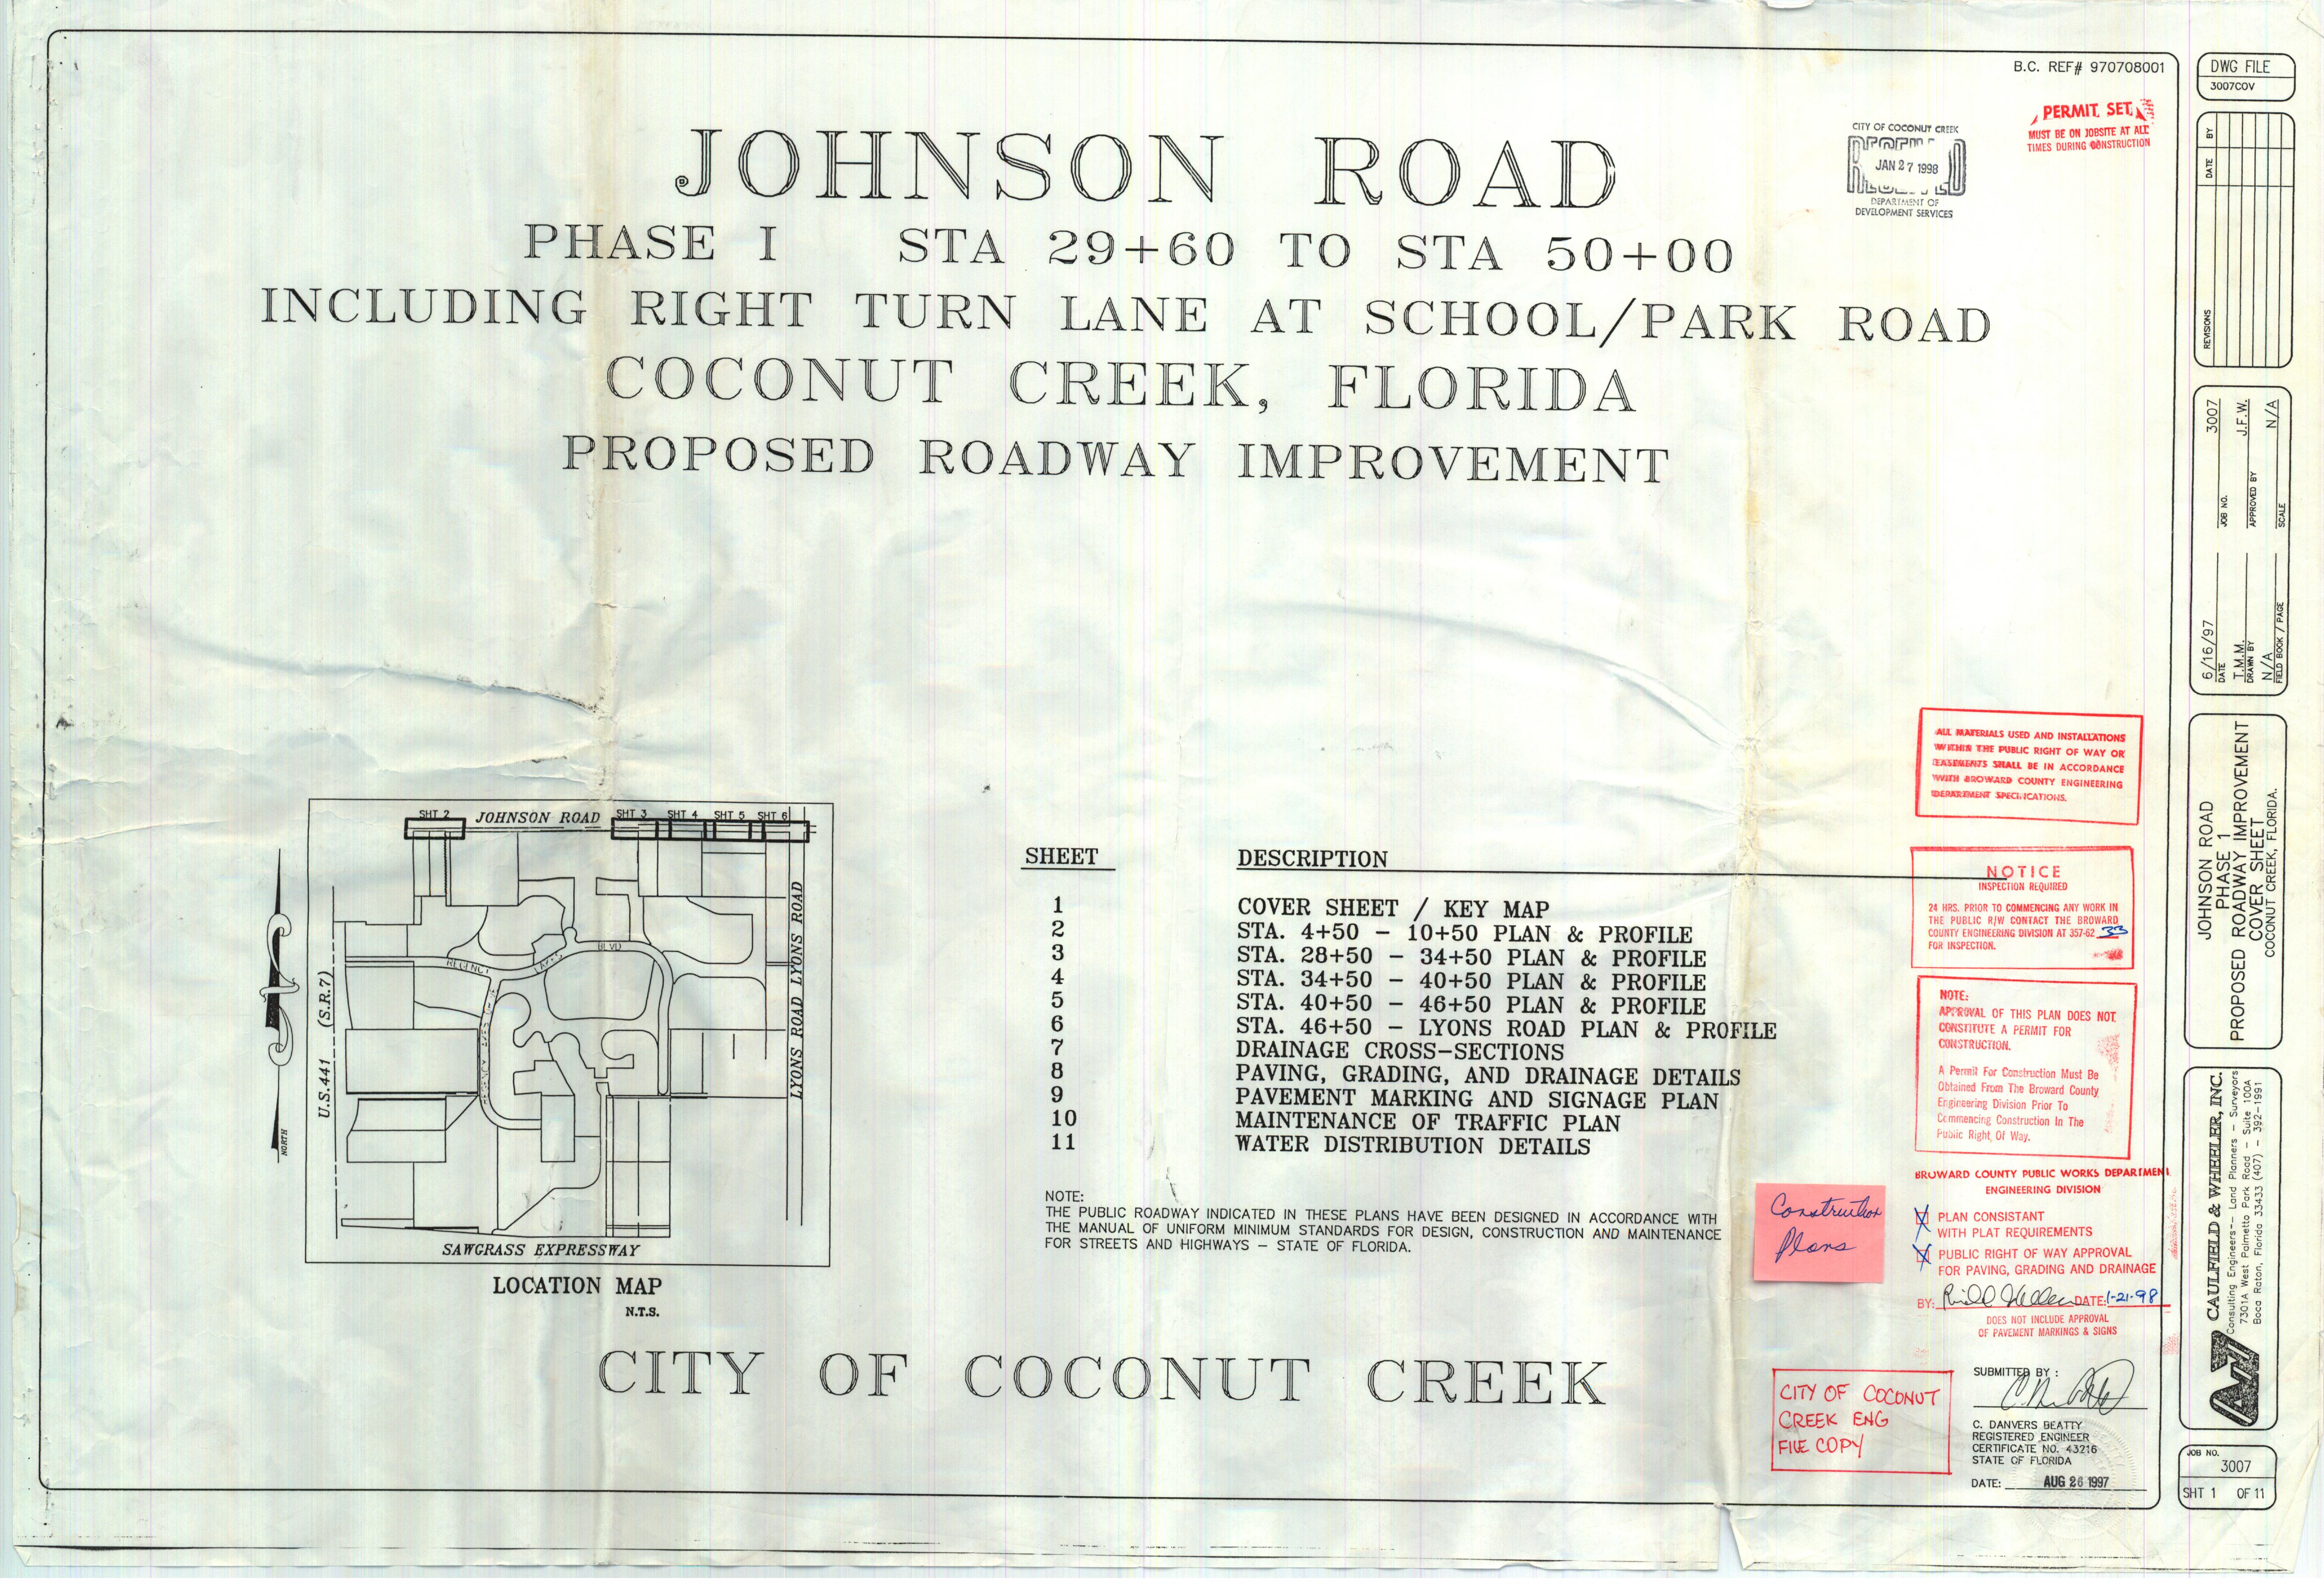 B.C. REF# 970708001
PERMIT SET
MUST BE ON JOBSITE AT ALL
TIMES DURING CONSTRUCTION
CITY OF COCONUT CREEK
RECEIVED
JAN 27 1998
DEPARTMENT OF
DEVELOPMENT SERVICES
JOHNSON ROAD
PHASE I STA 29+60 TO STA 50+00
INCLUDING RIGHT TURN LANE AT SCHOOL/PARK ROAD
COCONUT CREEK, FLORIDA
PROPOSED ROADWAY IMPROVEMENT
SHT 2
JOHNSON ROAD
SHT 3
SHT 4
SHT 5
SHT 6
U.S.441 (S.R.7)
LYONS ROAD LYONS ROAD
REGENCY LAKES BLVD
NORTH
SAWGRASS EXPRESSWAY
LOCATION MAP
N.T.S.
SHEET DESCRIPTION
1 COVER SHEET / KEY MAP
2 STA. 4+50 - 10+50 PLAN & PROFILE
3 STA. 28+50 - 34+50 PLAN & PROFILE
4 STA. 34+50 - 40+50 PLAN & PROFILE
5 STA. 40+50 - 46+50 PLAN & PROFILE
6 STA. 46+50 - LYONS ROAD PLAN & PROFILE
7 DRAINAGE CROSS-SECTIONS
8 PAVING, GRADING, AND DRAINAGE DETAILS
9 PAVEMENT MARKING AND SIGNAGE PLAN
10 MAINTENANCE OF TRAFFIC PLAN
11 WATER DISTRIBUTION DETAILS
NOTE:
THE PUBLIC ROADWAY INDICATED IN THESE PLANS HAVE BEEN DESIGNED IN ACCORDANCE WITH
THE MANUAL OF UNIFORM MINIMUM STANDARDS FOR DESIGN, CONSTRUCTION AND MAINTENANCE
FOR STREETS AND HIGHWAYS - STATE OF FLORIDA.
CITY OF COCONUT CREEK
ALL MATERIALS USED AND INSTALLATIONS
WITHIN THE PUBLIC RIGHT OF WAY OR
EASEMENTS SHALL BE IN ACCORDANCE
WITH BROWARD COUNTY ENGINEERING
DEPARTMENT SPECIFICATIONS.
NOTICE
INSPECTION REQUIRED
24 HRS. PRIOR TO COMMENCING ANY WORK IN
THE PUBLIC R/W CONTACT THE BROWARD
COUNTY ENGINEERING DIVISION AT 357-62 33
FOR INSPECTION.
NOTE:
APPROVAL OF THIS PLAN DOES NOT
CONSTITUTE A PERMIT FOR
CONSTRUCTION.
A Permit For Construction Must Be
Obtained From The Broward County
Engineering Division Prior To
Commencing Construction In The
Public Right Of Way.
BROWARD COUNTY PUBLIC WORKS DEPARTMENT
ENGINEERING DIVISION
PLAN CONSISTANT
WITH PLAT REQUIREMENTS
PUBLIC RIGHT OF WAY APPROVAL
FOR PAVING, GRADING AND DRAINAGE
BY: DATE: 1-21-98
DOES NOT INCLUDE APPROVAL
OF PAVEMENT MARKINGS & SIGNS
Construction
Plans
CITY OF COCONUT
CREEK ENG
FILE COPY
SUBMITTED BY :
C. DANVERS BEATTY
REGISTERED ENGINEER
CERTIFICATE NO. 43216
STATE OF FLORIDA
DATE: AUG 26 1997
DWG FILE
3007COV
REVISIONS DATE BY
6/16/97
DATE
3007
JOB NO.
T.M.M.
DRAWN BY
J.F.W.
APPROVED BY
N/A
FIELD BOOK / PAGE
N/A
SCALE
JOHNSON ROAD
PHASE 1
PROPOSED ROADWAY IMPROVEMENT
COVER SHEET
COCONUT CREEK, FLORIDA.
CAULFIELD & WHEELER, INC.
Consulting Engineers - Land Planners - Surveyors
7301A West Palmetto Park Road - Suite 100A
Boca Raton, Florida 33433 (407) - 392-1991
JOB NO.
3007
SHT 1 OF 11